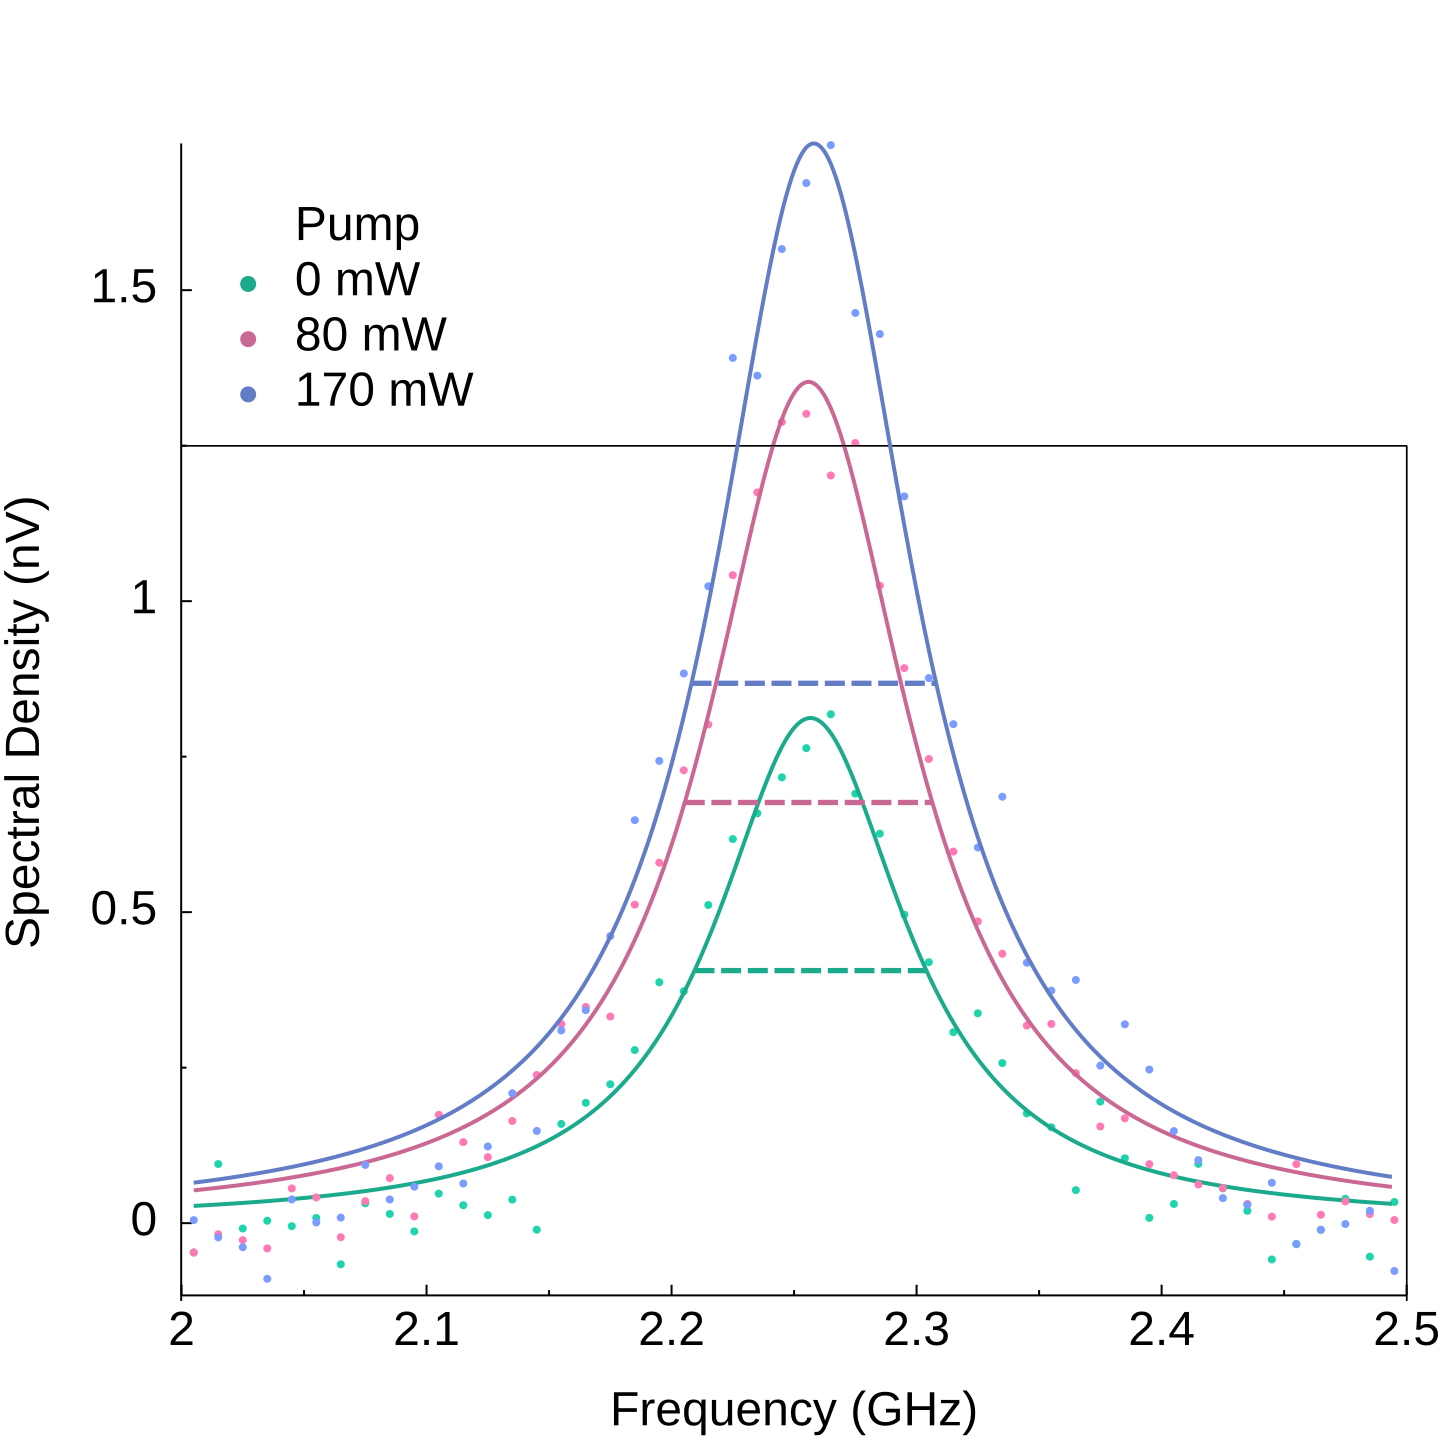 Pump
0 mW
80 mW
170 mW
1.5
1
0.5
0
Spectral Density (nV)
2 2.1 2.2 2.3 2.4 2.5
Frequency (GHz)